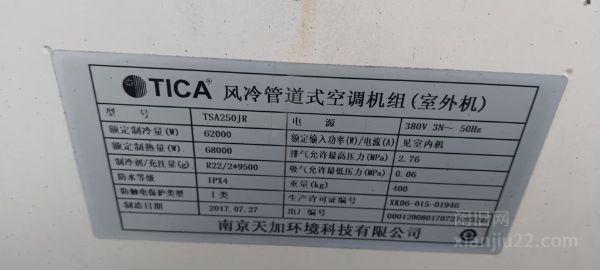 TICA® 风冷管道式空调机组(室外机)
型 号 TSA250JR 电 源 380V 3N~ 50Hz
额定制冷量(W) 62000 额定输入功率(W)/电流(A) 见室内机
额定制热量(W) 68000 排气允许最高压力(MPa) 2.76
制冷剂/充注量(g) R22/2*9500 吸气允许最低压力(MPa) 0.06
防水等级 IPX4 重量(kg) 400
防触电保护类型 I类 生产许可证编号 XK06-015-01946
制造日期 2017.07.27 出厂编号
南京天加环境科技有限公司
xianjiu22.com